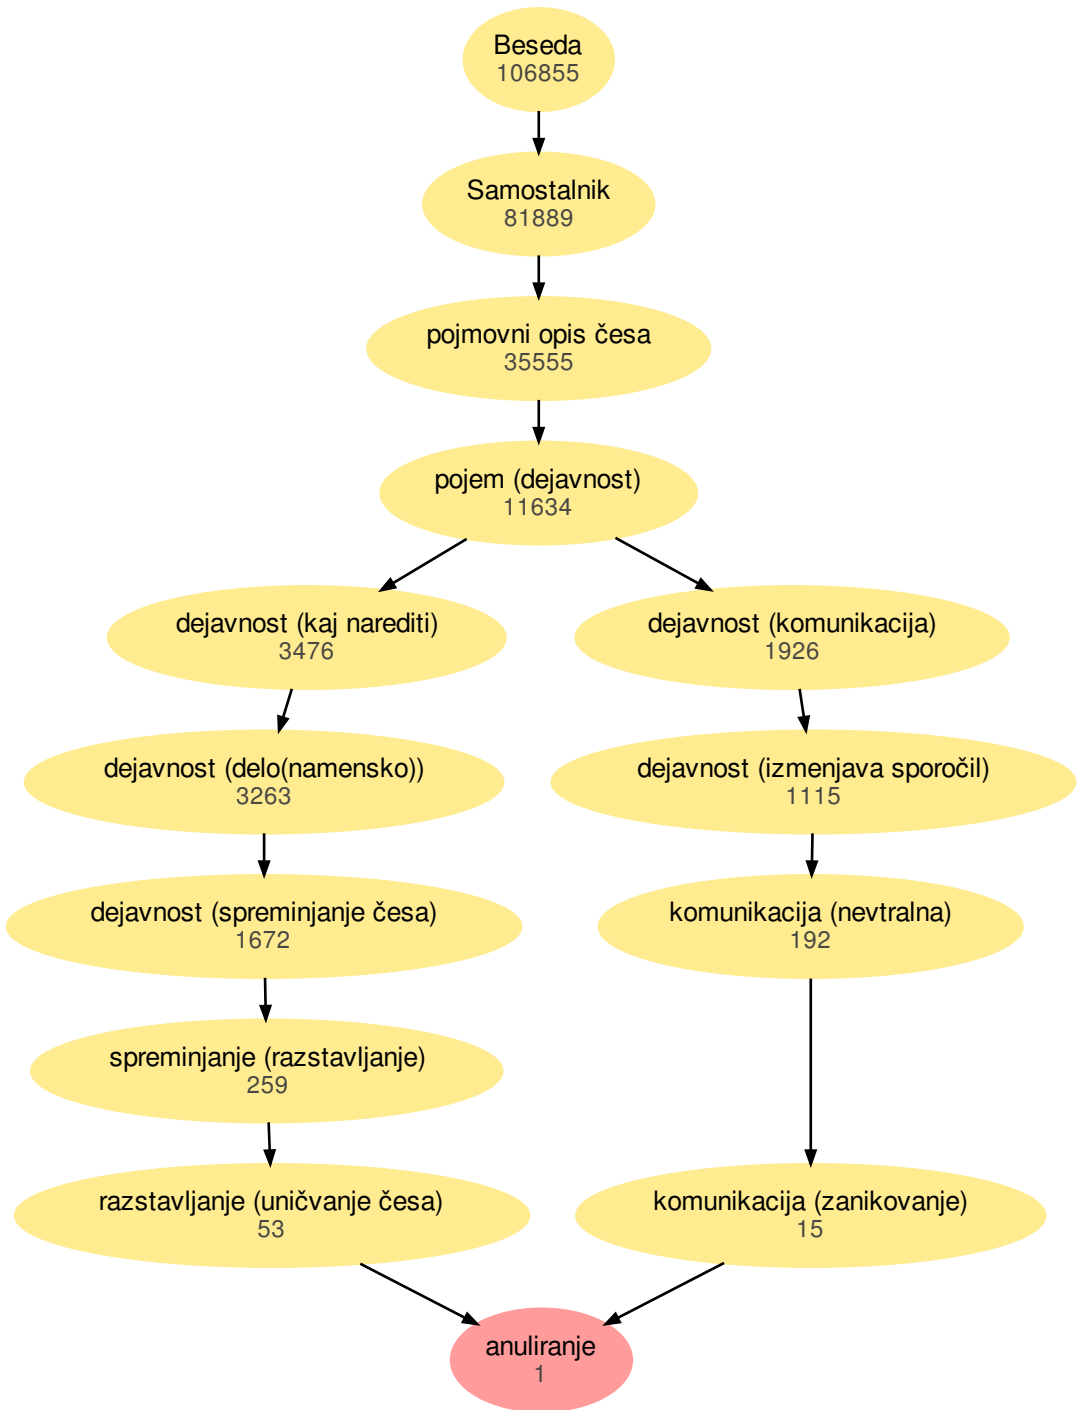 Beseda
106855
Samostalnik
81889
pojmovni opis česa
35555
pojem (dejavnost)
11634
dejavnost (kaj narediti)
3476
dejavnost (komunikacija)
1926
dejavnost (delo(namensko))
3263
dejavnost (izmenjava sporočil)
1115
dejavnost (spreminjanje česa)
1672
komunikacija (nevtralna)
192
spreminjanje (razstavljanje)
259
razstavljanje (uničvanje česa)
53
komunikacija (zanikovanje)
15
anuliranje
1